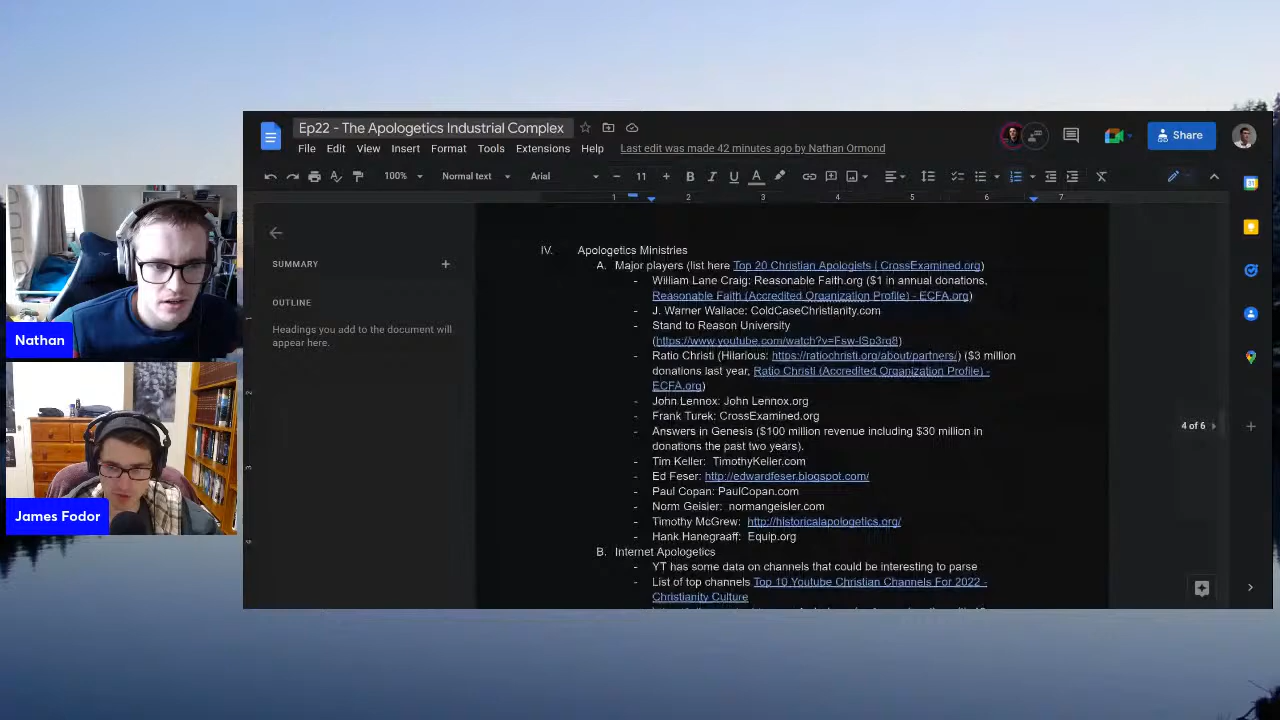 Ep22 - The Apologetics Industrial Complex
File Edit View Insert Format Tools Extensions Help Last edit was made 42 minutes ago by Nathan Ormond
Share
100% Normal text Arial 11
1 2 3 4 5 6 7
SUMMARY
OUTLINE
Headings you add to the document will
appear here.
IV. Apologetics Ministries
A. Major players (list here Top 20 Christian Apologists | CrossExamined.org)
- William Lane Craig: Reasonable Faith.org ($1 in annual donations.
Reasonable Faith (Accredited Organization Profile) - ECFA.org)
- J. Warner Wallace: ColdCaseChristianity.com
- Stand to Reason University
(https://www.youtube.com/watch?v=Fsw-ISp3rq8)
- Ratio Christi (Hilarious: https://ratiochristi.org/about/partners/) ($3 million
donations last year, Ratio Christi (Accredited Organization Profile) -
ECFA.org)
- John Lennox: John Lennox.org
- Frank Turek: CrossExamined.org
- Answers in Genesis ($100 million revenue including $30 million in
donations the past two years).
- Tim Keller: TimothyKeller.com
- Ed Feser: http://edwardfeser.blogspot.com/
- Paul Copan: PaulCopan.com
- Norm Geisler: normangeisler.com
- Timothy McGrew: http://historicalapologetics.org/
- Hank Hanegraaff: Equip.org
B. Internet Apologetics
- YT has some data on channels that could be interesting to parse
- List of top channels Top 10 Youtube Christian Channels For 2022 -
Christianity Culture
4 of 6
Nathan
James Fodor